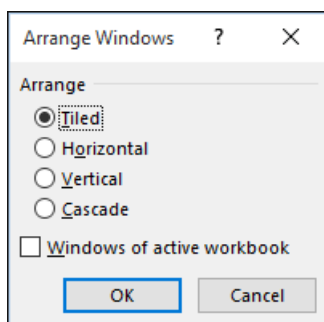 Arrange Windows ?
Arrange
Tiled
Horizontal
Vertical
Cascade
Windows of active workbook
OK Cancel